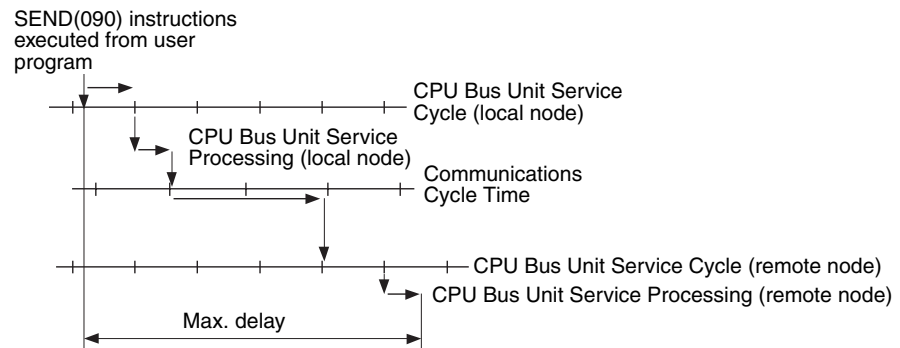 SEND(090) instructions
executed from user
program
CPU Bus Unit Service
Cycle (local node)
CPU Bus Unit Service
Processing (local node)
Communications
Cycle Time
CPU Bus Unit Service Cycle (remote node)
CPU Bus Unit Service Processing (remote node)
Max. delay